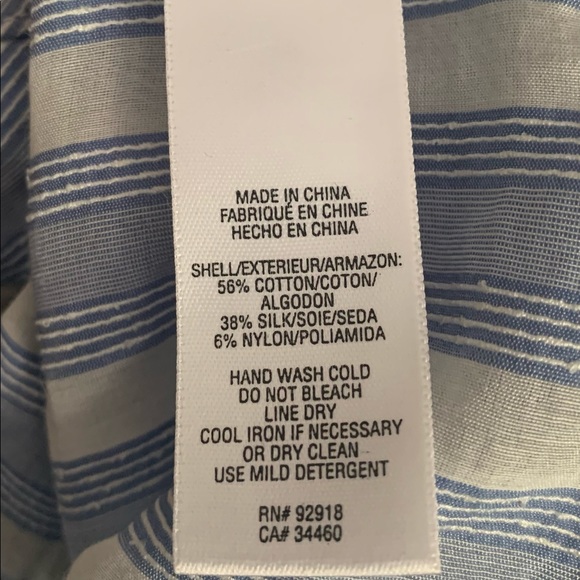 MADE IN CHINA
FABRIQUÉ EN CHINE
HECHO EN CHINA
SHELL/EXTERIEUR/ARMAZON:
56% COTTON/COTON/
ALGODON
38% SILK/SOIE/SEDA
6% NYLON/POLIAMIDA
HAND WASH COLD
DO NOT BLEACH
LINE DRY
COOL IRON IF NECESSARY
OR DRY CLEAN
USE MILD DETERGENT
RN# 92918
CA# 34460